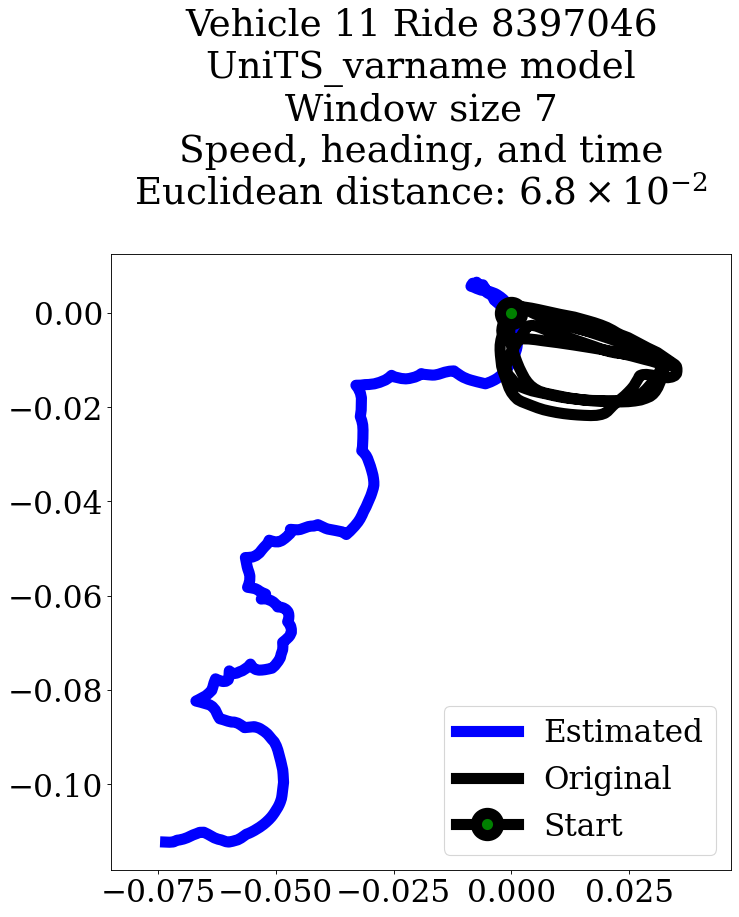 Vehicle 11 Ride 8397046
UniTS_varname model
Window size 7
Speed, heading, and time
Euclidean distance: 6.8 × 10⁻²
0.00
−0.02
−0.04
−0.06
−0.08
−0.10
Estimated
Original
Start
−0.075 −0.050 −0.025 0.000 0.025